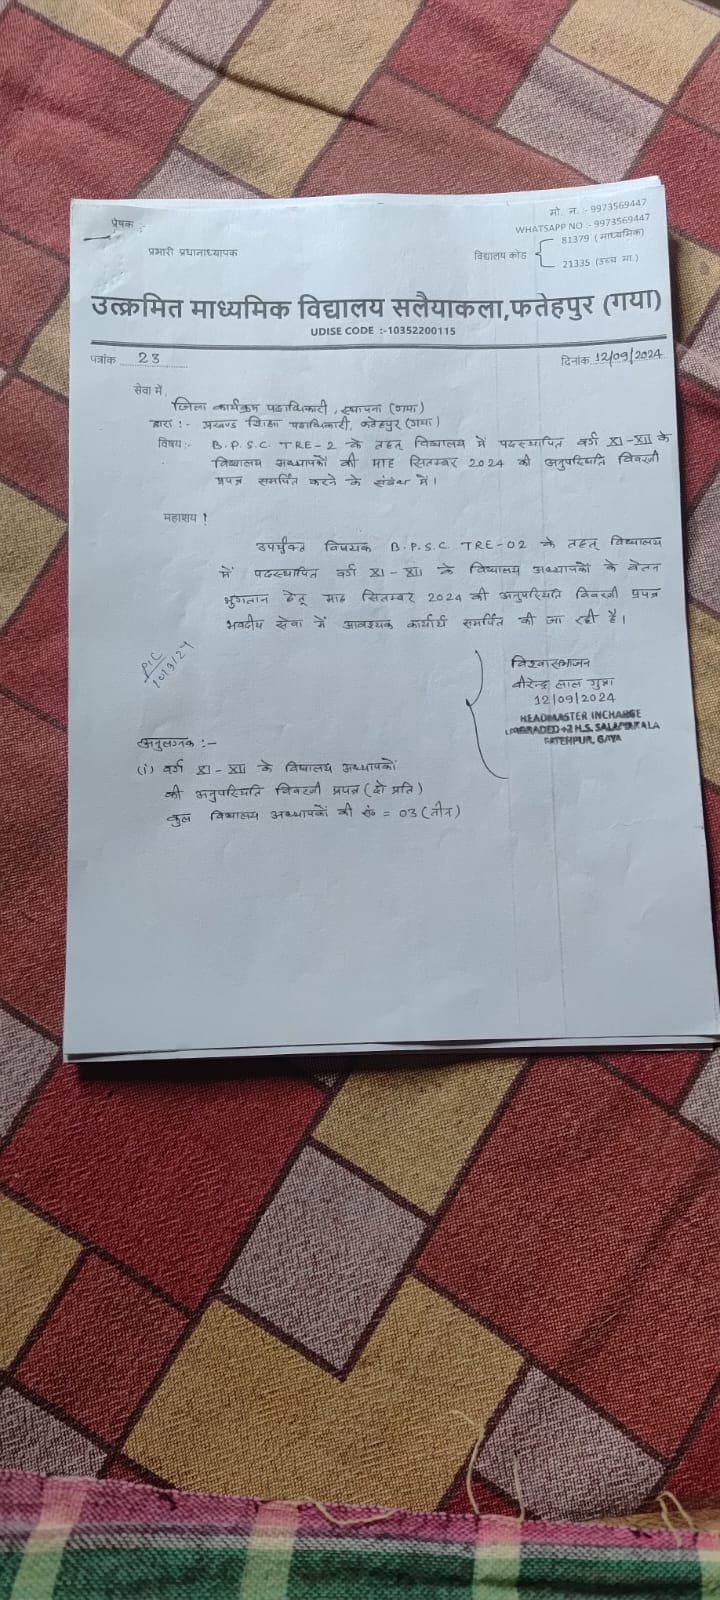 प्रेषक :
मो. न. - 9973569447
WHATSAPP NO :- 9973569447
प्रभारी प्रधानाध्यापक
विद्यालय कोड
81379 ( माध्यमिक)
21335 (उच्च मा.)
उत्क्रमित माध्यमिक विद्यालय सलैयाकला,फतेहपुर (गया)
UDISE CODE :-10352200115
पत्रांक 23
दिनांक 12/09/2024
सेवा में,
जिला कार्यक्रम पदाधिकारी, स्थापना (गया)
द्वारा :- प्रखण्ड शिक्षा पदाधिकारी, फतेहपुर (गया)
विषय:- B.P.S.C. TRE-2 के तहत् विद्यालय में पदस्थापित वर्ग XI-XII के
विद्यालय अध्यापकों की माह सितम्बर 2024 की अनुपस्थिति विवरणी
प्रपत्र समर्पित करने के संबंध में।
महाशय !
उपर्युक्त विषयक B.P.S.C. TRE-02 के तहत् विद्यालय
में पदस्थापित वर्ग XI-XII के विद्यालय अध्यापकों के वेतन
भुगतान हेतू माह सितम्बर 2024 की अनुपस्थिति विवरणी प्रपत्र
भवदीय सेवा में आवश्यक कार्यार्थ समर्पित की जा रही है।
विश्वासभाजन
वीरेन्द्र लाल गुप्ता
12/09/2024
HEADMASTER INCHARGE
UPGRADED +2 H.S. SALAIYAKALA
FATEHPUR, GAYA
अनुलग्नक :-
(i) वर्ग XI-XII के विद्यालय अध्यापकों
की अनुपस्थिति विवरणी प्रपत्र (दो प्रति)
कुल विद्यालय अध्यापकों की सं० = 03 (तीन)